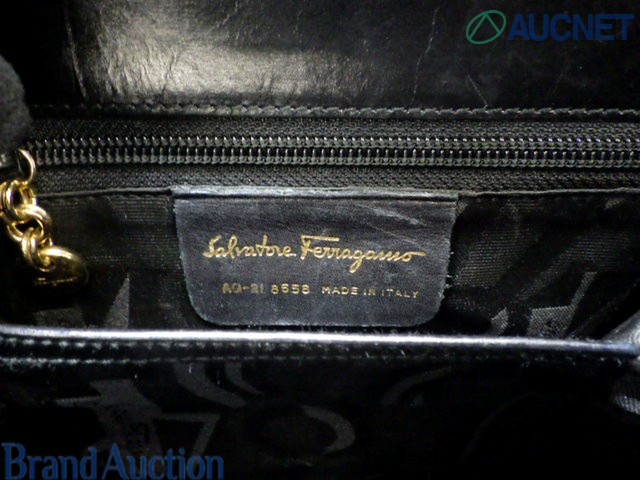 AUCNET
Salvatore Ferragamo
AQ-21 8658 MADE IN ITALY
Brand Auction